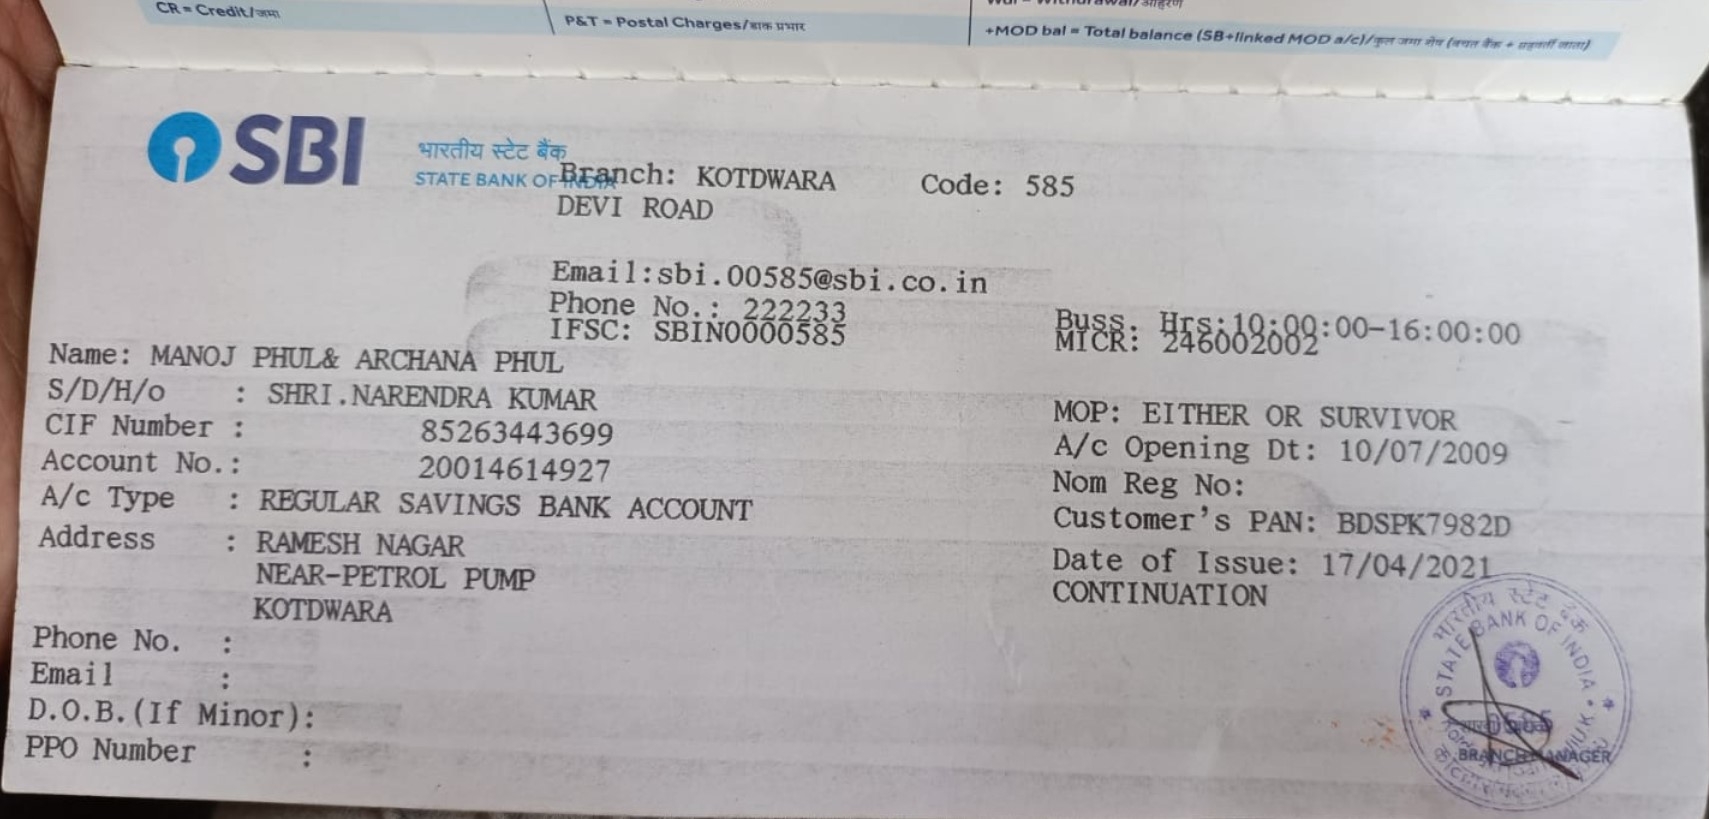 CR = Credit/जमा
P&T = Postal Charges/डाक प्रभार
+MOD bal = Total balance (SB+linked MOD a/c)/कुल जमा शेष (बचत बैंक +
SBI
भारतीय स्टेट बैंक
STATE BANK OF INDIA
Branch: KOTDWARA Code: 585
DEVI ROAD
Email:sbi.00585@sbi.co.in
Phone No.: 222233
Buss. Hrs:10:00:00-16:00:00
IFSC: SBIN0000585
MICR: 246002002
Name: MANOJ PHUL& ARCHANA PHUL
S/D/H/o : SHRI.NARENDRA KUMAR
MOP: EITHER OR SURVIVOR
CIF Number : 85263443699
A/c Opening Dt: 10/07/2009
Account No.: 20014614927
Nom Reg No:
A/c Type : REGULAR SAVINGS BANK ACCOUNT
Customer's PAN: BDSPK7982D
Address : RAMESH NAGAR
Date of Issue: 17/04/2021
NEAR-PETROL PUMP
CONTINUATION
KOTDWARA
Phone No. :
Email :
D.O.B.(If Minor):
PPO Number :
भारतीय स्टेट बैंक
STATE BANK OF INDIA
BRANCH MANAGER